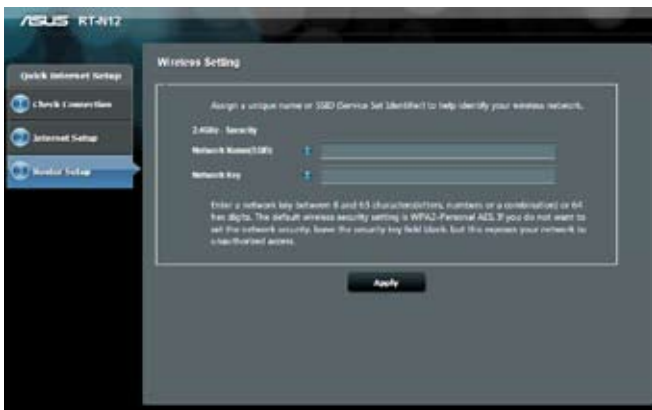 ASUS RT-N12
Quick Internet Setup
Check Connection
Internet Setup
Router Setup
Wireless Setting
Assign a unique name or SSID (Service Set Identifier) to help identify your wireless network.
2.4GHz - Security
Network Name(SSID)
Network Key
Enter a network key between 8 and 63 characters(letters, numbers or a combination) or 64
hex digits. The default wireless security setting is WPA2-Personal AES. If you do not want to
set the network security, leave the security key field blank, but this exposes your network to
unauthorized access.
Apply